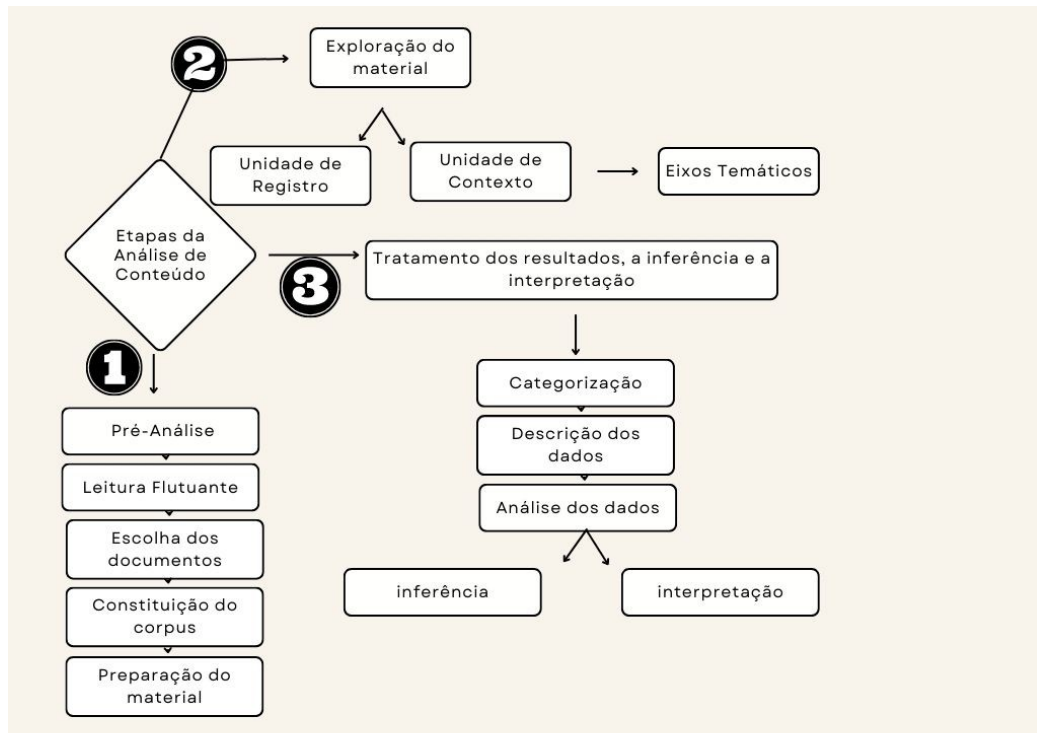 2
Exploração do
material
Unidade de
Registro
Unidade de
Contexto
Eixos Temáticos
Etapas da
Análise de
Conteúdo
3
Tratamento dos resultados, a inferência e a
interpretação
1
Categorização
Pré-Análise
Descrição dos
dados
Leitura Flutuante
Análise dos dados
Escolha dos
documentos
inferência
interpretação
Constituição do
corpus
Preparação do
material